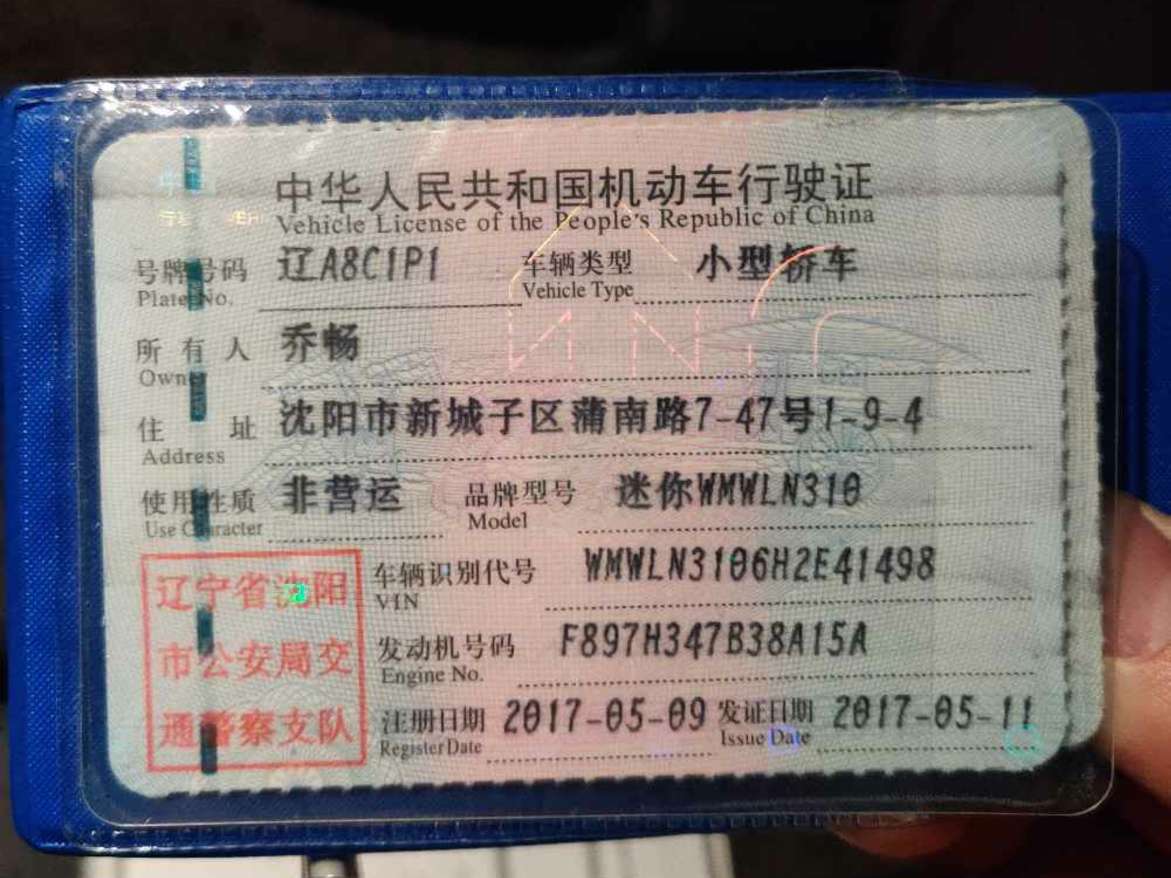 中华人民共和国机动车行驶证
Vehicle License of the People's Republic of China
号牌号码 辽A8C1P1 车辆类型 小型轿车
Plate No. Vehicle Type
所有人 乔畅
Owner
住址 沈阳市新城子区蒲南路7-47号1-9-4
Address
使用性质 非营运 品牌型号 迷你WMWLN310
Use Character Model
辽宁省沈阳 车辆识别代号 WMWLN3106H2E41498
VIN
市公安局交 发动机号码 F897H347B38A15A
Engine No.
通警察支队 注册日期 2017-05-09 发证日期 2017-05-11
Register Date Issue Date